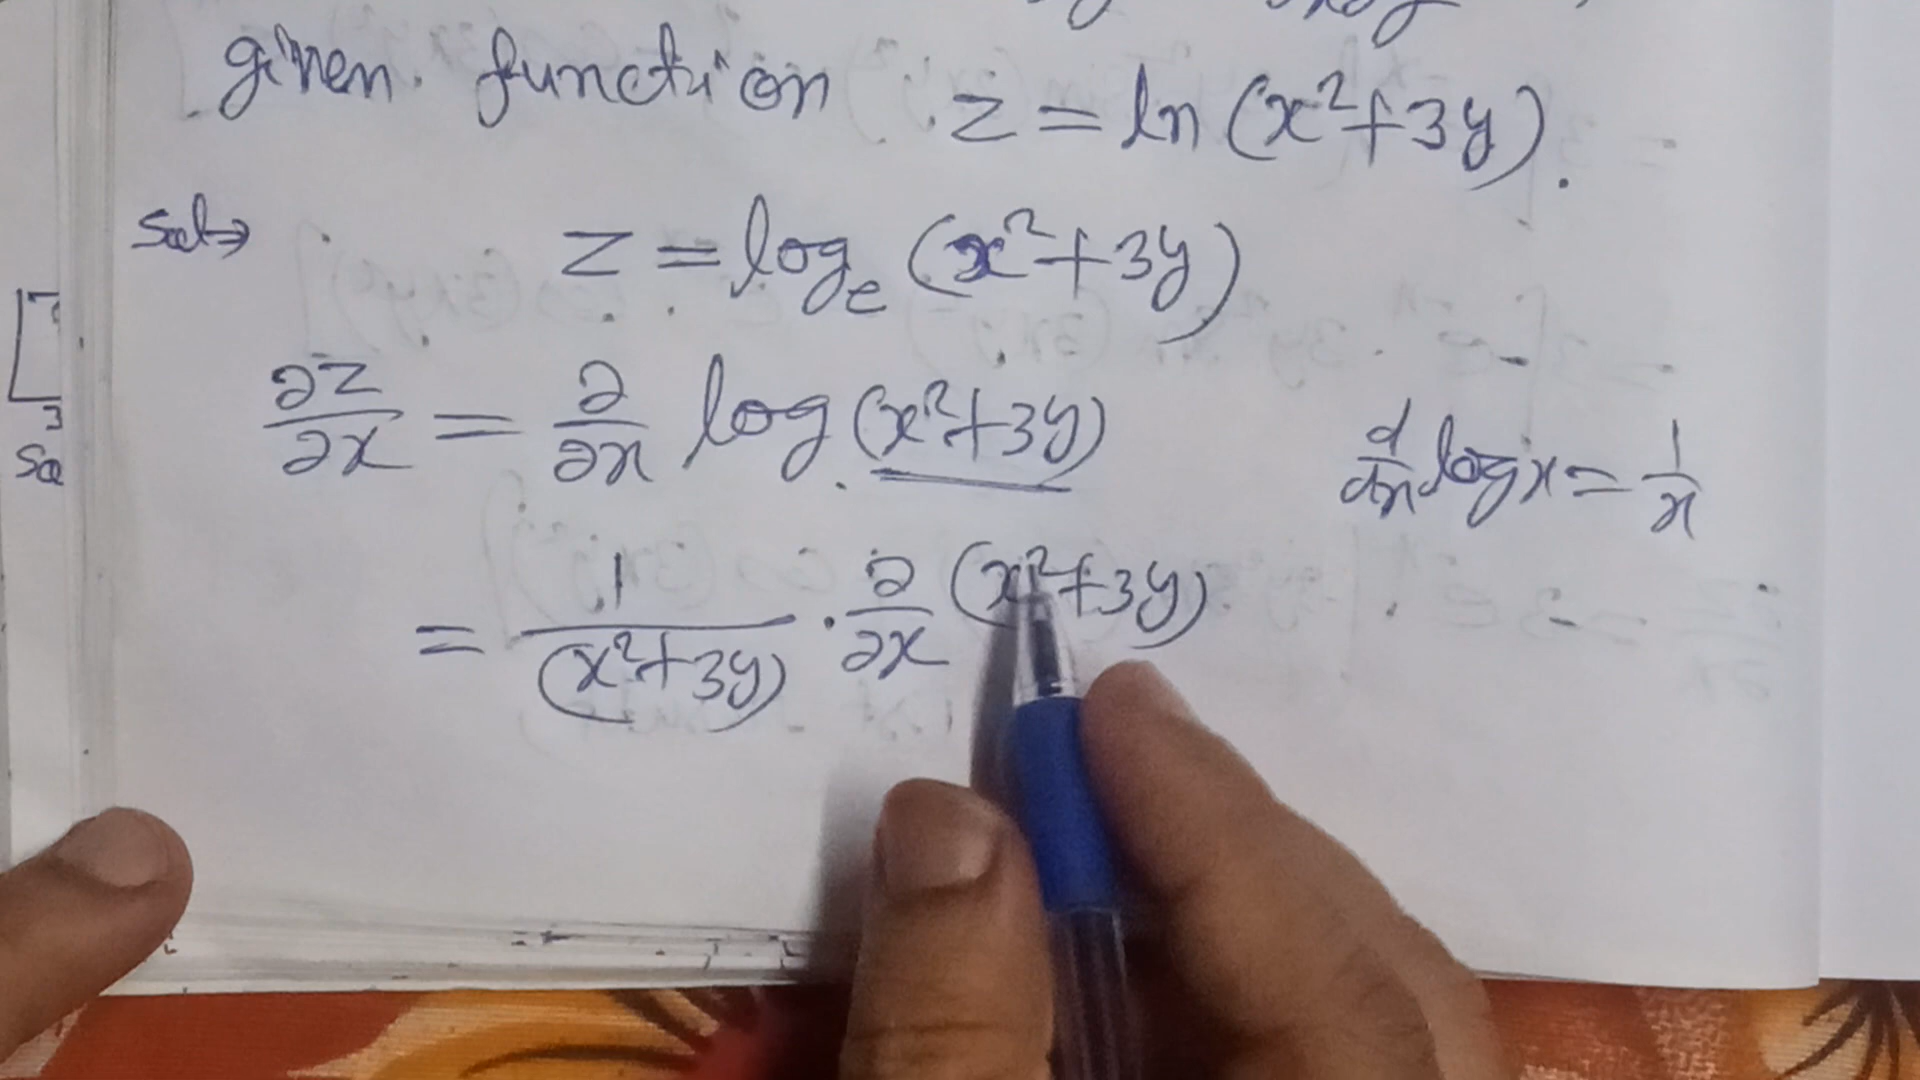 given function z = ln (x²+3y).
Sol→ z = logₑ (x²+3y)
∂z/∂x = ∂/∂x log (x²+3y)
d/dx log x = 1/x
= 1/(x²+3y) · ∂/∂x (x²+3y)